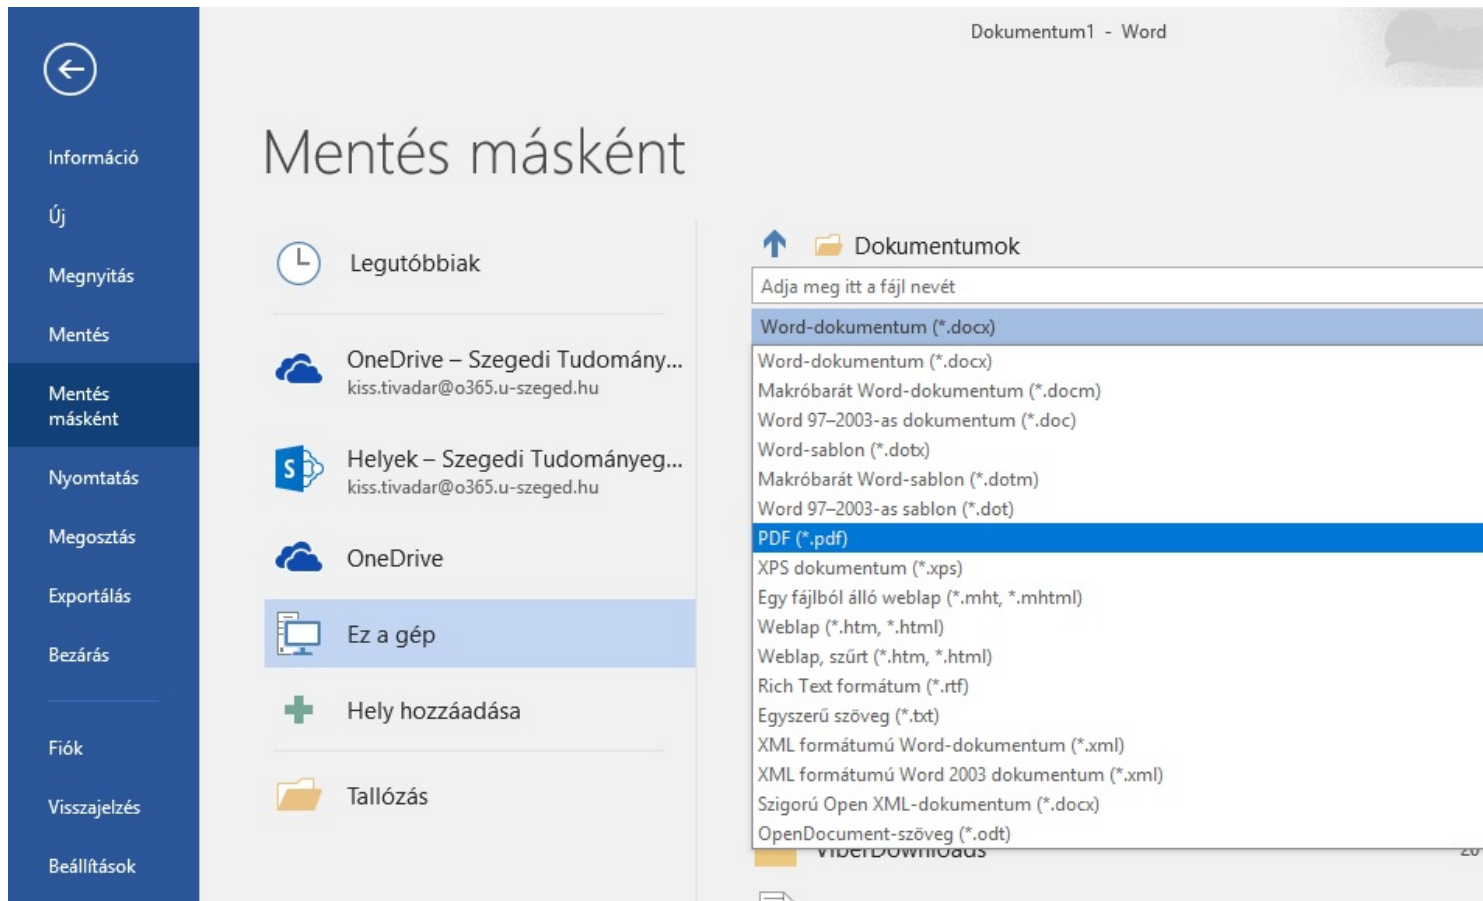 Dokumentum1 - Word
Információ
Új
Megnyitás
Mentés
Mentés
másként
Nyomtatás
Megosztás
Exportálás
Bezárás
Fiók
Visszajelzés
Beállítások
Mentés másként
Legutóbbiak
OneDrive – Szegedi Tudomány...
kiss.tivadar@o365.u-szeged.hu
Helyek – Szegedi Tudományeg...
kiss.tivadar@o365.u-szeged.hu
OneDrive
Ez a gép
Hely hozzáadása
Tallózás
Dokumentumok
Adja meg itt a fájl nevét
Word-dokumentum (*.docx)
Word-dokumentum (*.docx)
Makróbarát Word-dokumentum (*.docm)
Word 97–2003-as dokumentum (*.doc)
Word-sablon (*.dotx)
Makróbarát Word-sablon (*.dotm)
Word 97–2003-as sablon (*.dot)
PDF (*.pdf)
XPS dokumentum (*.xps)
Egy fájlból álló weblap (*.mht, *.mhtml)
Weblap (*.htm, *.html)
Weblap, szűrt (*.htm, *.html)
Rich Text formátum (*.rtf)
Egyszerű szöveg (*.txt)
XML formátumú Word-dokumentum (*.xml)
XML formátumú Word 2003 dokumentum (*.xml)
Szigorú Open XML-dokumentum (*.docx)
OpenDocument-szöveg (*.odt)
ViberDownloads